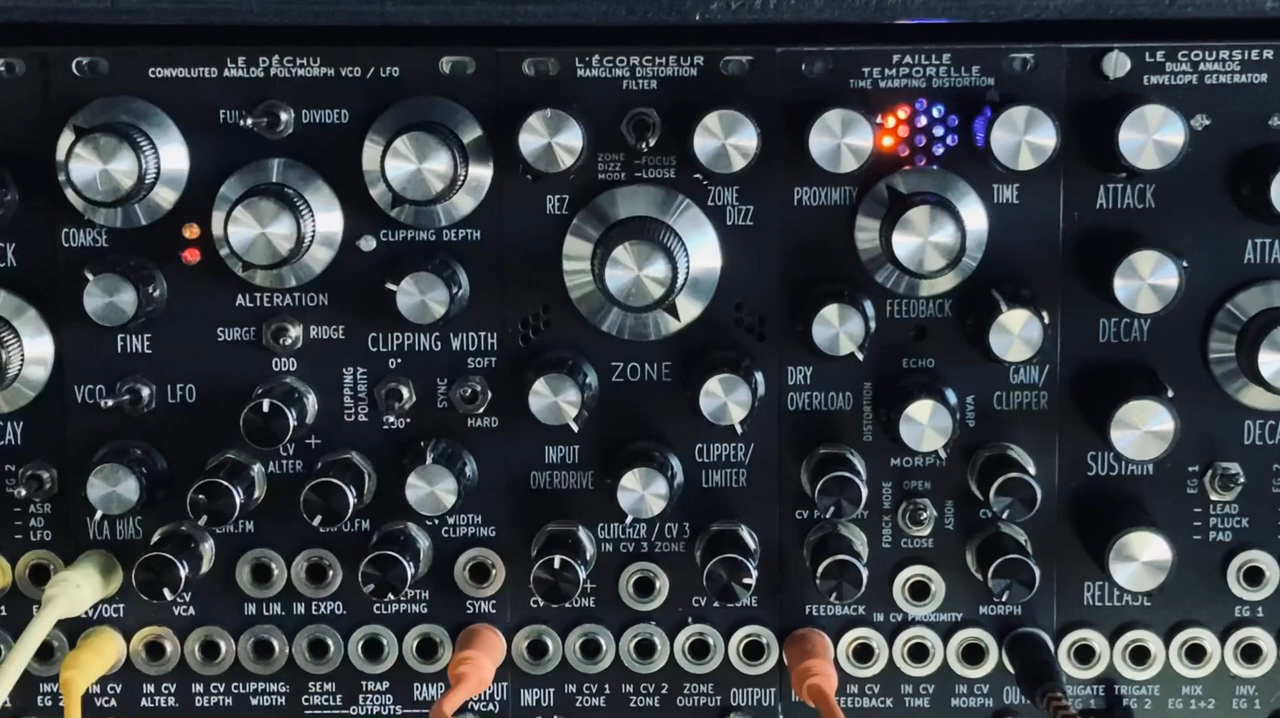 LE DÉCHU
CONVOLUTED ANALOG POLYMORPH VCO / LFO
DIVIDED
COARSE
CLIPPING DEPTH
ALTERATION
FINE
SURGE
RIDGE
CLIPPING WIDTH
ODD
VCO
LFO
CLIPPING
POLARITY
0°
SYNC
SOFT
HARD
CV
ALTER.
+
VCA BIAS
EXPO.FM
CV WIDTH
CLIPPING
CV
VCA
IN LIN.
IN EXPO.
CLIPPING
SYNC
IN CV
VCA
IN CV
ALTER.
IN CV
DEPTH
CLIPPING:
WIDTH
SEMI
CIRCLE
TRAP
EZOID
RAMP
OUTPUTS
(VCA)
L'ÉCORCHEUR
MANGLING DISTORTION
FILTER
ZONE
DIZZ
MODE
–FOCUS
–LOOSE
REZ
ZONE
DIZZ
ZONE
INPUT
OVERDRIVE
CLIPPER/
LIMITER
GLITCHZR / CV 3
IN CV 3 ZONE
+
CV 2 ZONE
INPUT
IN CV 1
ZONE
IN CV 2
ZONE
ZONE
OUTPUT
OUTPUT
FAILLE
TEMPORELLE
TIME WARPING DISTORTION
PROXIMITY
TIME
FEEDBACK
DRY
OVERLOAD
GAIN/
CLIPPER
ECHO
DISTORTION
WARP
MORPH
OPEN
FDBCK MODE
CLOSE
FEEDBACK
IN CV PROXIMITY
MORPH
IN CV
FEEDBACK
IN CV
TIME
IN CV
MORPH
LE COURSIER
DUAL ANALOG
ENVELOPE GENERATOR
ATTACK
DECAY
SUSTAIN
EG 1
– LEAD
– PLUCK
– PAD
RELEASE
EG 1
EG 1
TRIGATE
EG 2
MIX
EG 1+2
INV.
EG 1
EG 2
– ASR
– AD
– LFO
EG 2